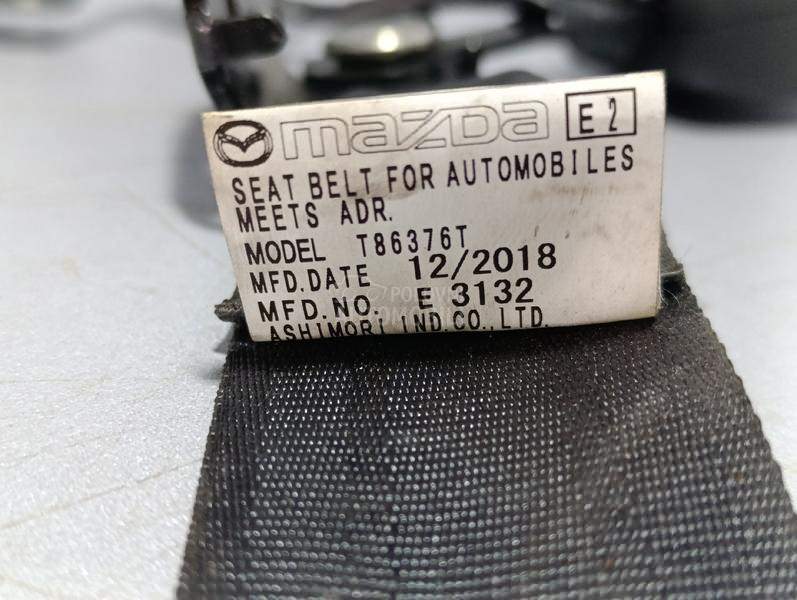 mazda E 2
SEAT BELT FOR AUTOMOBILES
MEETS ADR.
MODEL T86376T
MFD.DATE 12/2018
MFD.NO. E 3132
ASHIMORI IND.CO.,LTD.